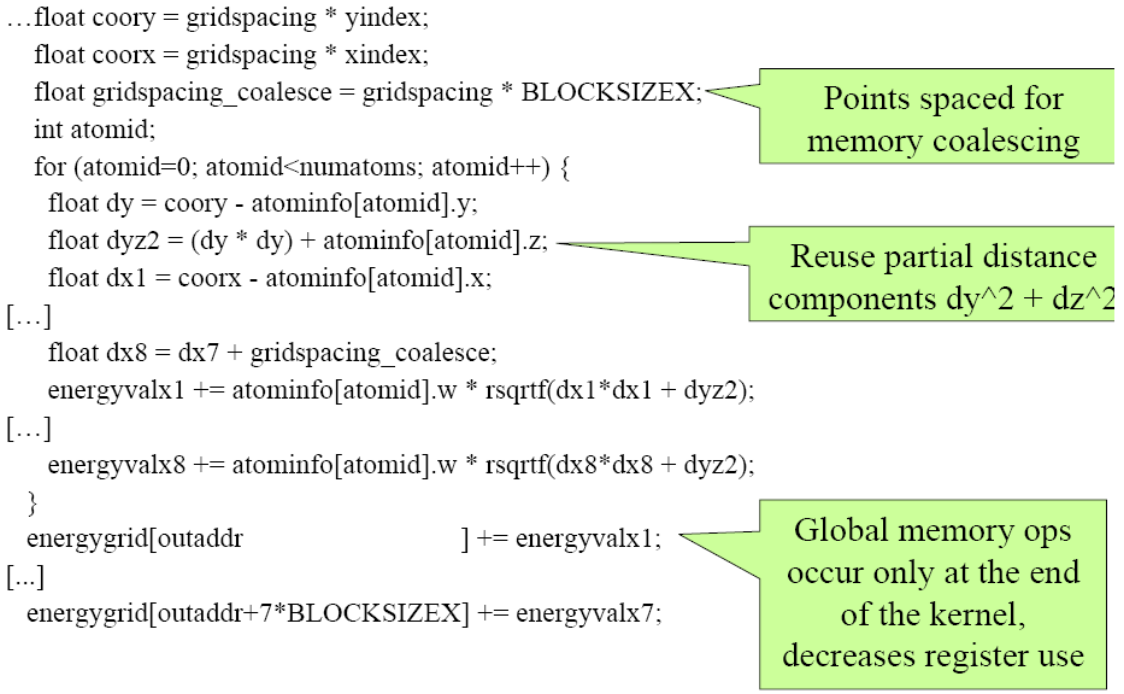 …float coory = gridspacing * yindex;
float coorx = gridspacing * xindex;
float gridspacing_coalesce = gridspacing * BLOCKSIZEX;
Points spaced for
memory coalescing
int atomid;
for (atomid=0; atomid<numatoms; atomid++) {
float dy = coory - atominfo[atomid].y;
float dyz2 = (dy * dy) + atominfo[atomid].z;
Reuse partial distance
components dy^2 + dz^2
float dx1 = coorx - atominfo[atomid].x;
[…]
float dx8 = dx7 + gridspacing_coalesce;
energyvalx1 += atominfo[atomid].w * rsqrtf(dx1*dx1 + dyz2);
[…]
energyvalx8 += atominfo[atomid].w * rsqrtf(dx8*dx8 + dyz2);
}
energygrid[outaddr ] += energyvalx1;
Global memory ops
occur only at the end
of the kernel,
decreases register use
[...]
energygrid[outaddr+7*BLOCKSIZEX] += energyvalx7;